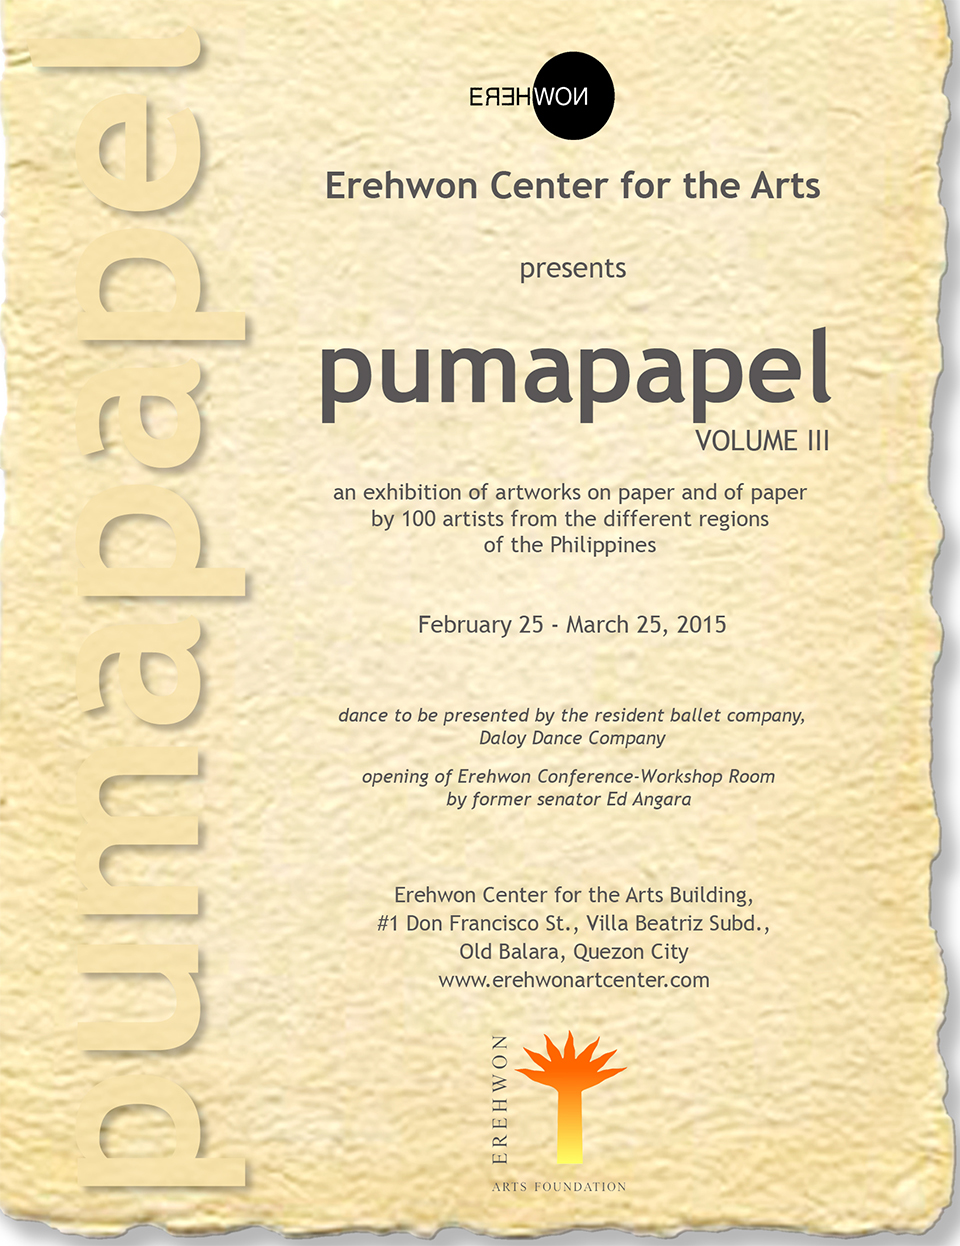 pumapapel
EREHWON
Erehwon Center for the Arts
presents
pumapapel
VOLUME III
an exhibition of artworks on paper and of paper
by 100 artists from the different regions
of the Philippines
February 25 - March 25, 2015
dance to be presented by the resident ballet company,
Daloy Dance Company
opening of Erehwon Conference-Workshop Room
by former senator Ed Angara
Erehwon Center for the Arts Building,
#1 Don Francisco St., Villa Beatriz Subd.,
Old Balara, Quezon City
www.erehwonartcenter.com
EREHWON
ARTS FOUNDATION